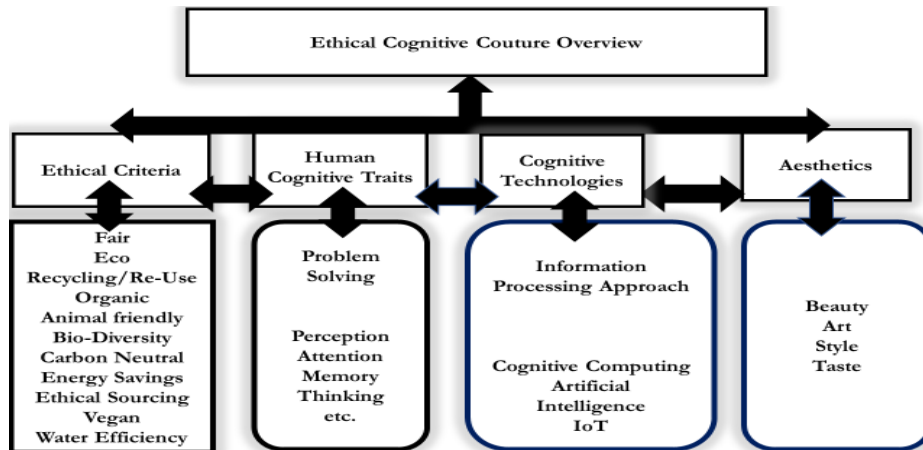 Ethical Cognitive Couture Overview
Ethical Criteria
Human
Cognitive Traits
Cognitive
Technologies
Aesthetics
Fair
Eco
Recycling/Re-Use
Organic
Animal friendly
Bio-Diversity
Carbon Neutral
Energy Savings
Ethical Sourcing
Vegan
Water Efficiency
Problem
Solving
Perception
Attention
Memory
Thinking
etc.
Information
Processing Approach
Cognitive Computing
Artificial
Intelligence
IoT
Beauty
Art
Style
Taste